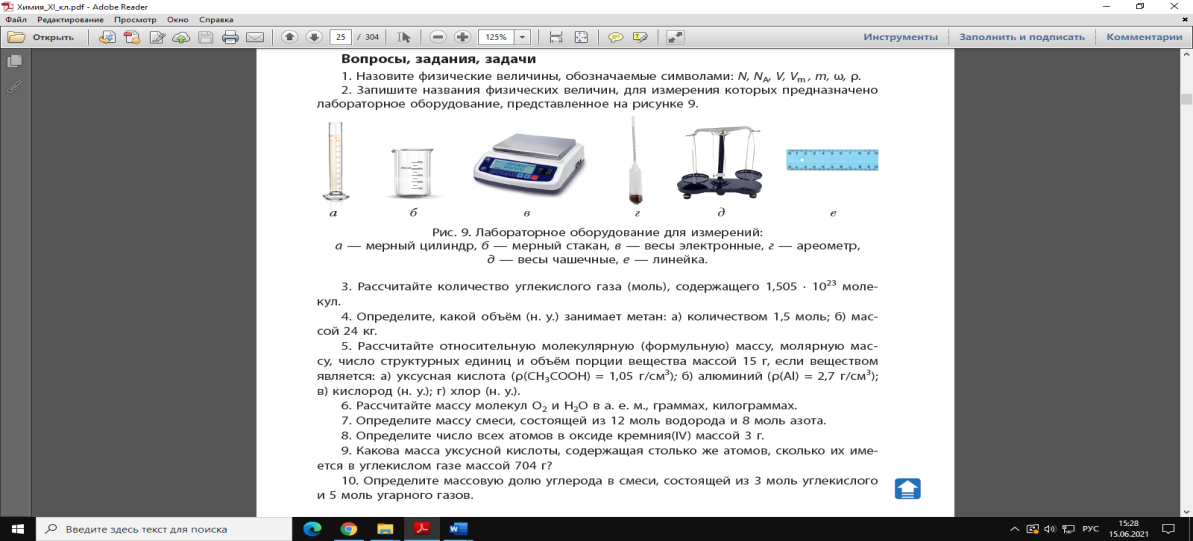 Химия_XI_кл.pdf - Adobe Reader
Файл Редактирование Просмотр Окно Справка
Открыть 25 / 304 125% Инструменты Заполнить и подписать Комментарии
Вопросы, задания, задачи
1. Назовите физические величины, обозначаемые символами: N, N_A, V, V_m, m, ω, ρ.
2. Запишите названия физических величин, для измерения которых предназначено
лабораторное оборудование, представленное на рисунке 9.
а б в г д е
Рис. 9. Лабораторное оборудование для измерений:
а — мерный цилиндр, б — мерный стакан, в — весы электронные, г — ареометр,
д — весы чашечные, е — линейка.
3. Рассчитайте количество углекислого газа (моль), содержащего 1,505 · 10²³ моле-
кул.
4. Определите, какой объём (н. у.) занимает метан: а) количеством 1,5 моль; б) мас-
сой 24 кг.
5. Рассчитайте относительную молекулярную (формульную) массу, молярную мас-
су, число структурных единиц и объём порции вещества массой 15 г, если веществом
является: а) уксусная кислота (ρ(CH₃COOH) = 1,05 г/см³); б) алюминий (ρ(Al) = 2,7 г/см³);
в) кислород (н. у.); г) хлор (н. у.).
6. Рассчитайте массу молекул O₂ и H₂O в а. е. м., граммах, килограммах.
7. Определите массу смеси, состоящей из 12 моль водорода и 8 моль азота.
8. Определите число всех атомов в оксиде кремния(IV) массой 3 г.
9. Какова масса уксусной кислоты, содержащая столько же атомов, сколько их име-
ется в углекислом газе массой 704 г?
10. Определите массовую долю углерода в смеси, состоящей из 3 моль углекислого
и 5 моль угарного газов.
Введите здесь текст для поиска
РУС
15:28
15.06.2021